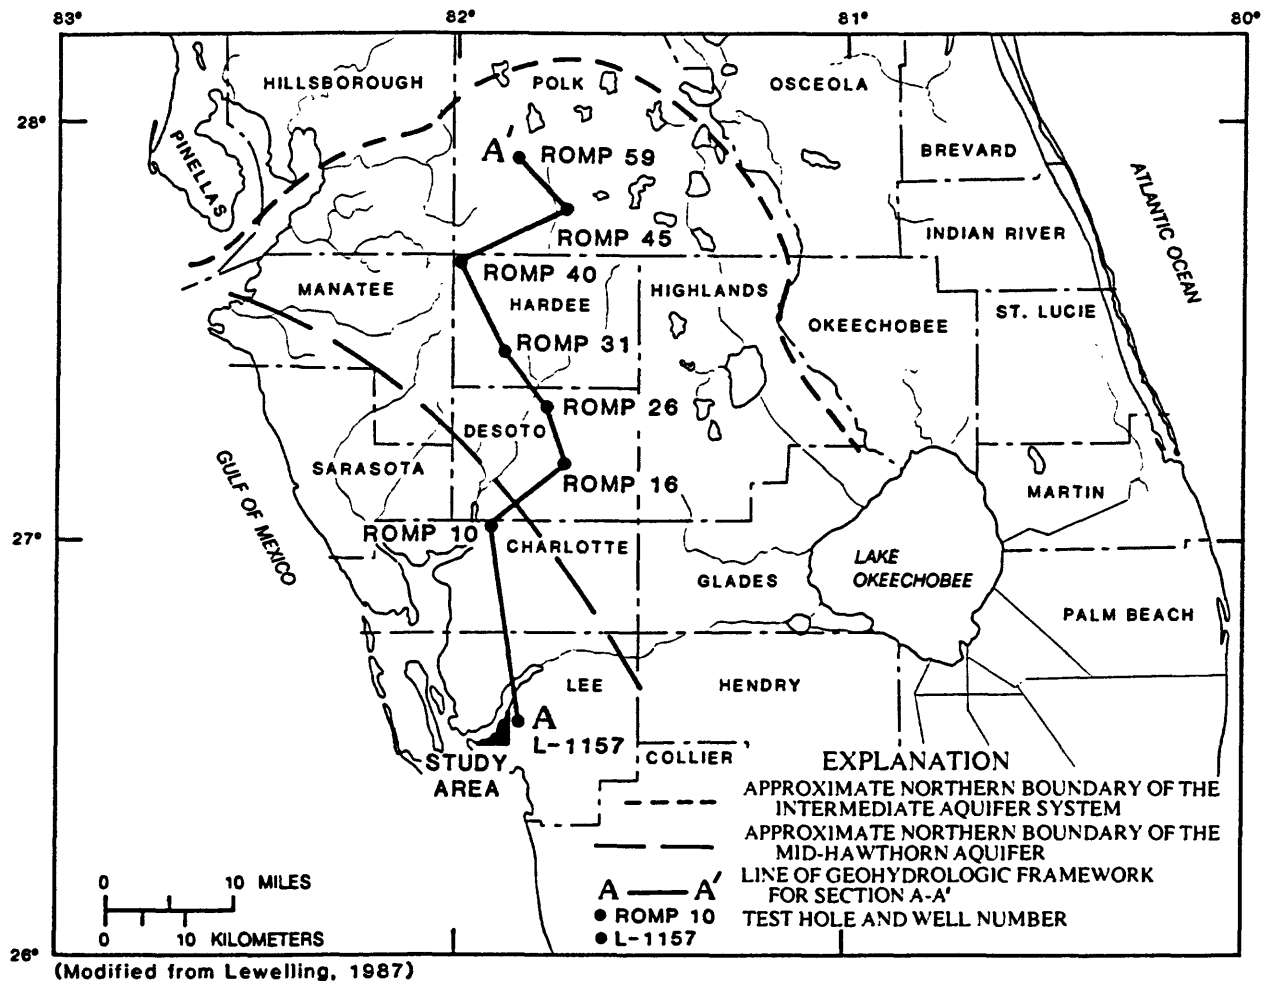 83° 82° 81° 80°
HILLSBOROUGH POLK OSCEOLA
28°
PINELLAS
BREVARD
A′ ROMP 59
ATLANTIC OCEAN
ROMP 45
INDIAN RIVER
ROMP 40
MANATEE
HARDEE
HIGHLANDS
ST. LUCIE
OKEECHOBEE
ROMP 31
ROMP 26
DESOTO
SARASOTA
ROMP 16
MARTIN
GULF OF MEXICO
ROMP 10
27°
CHARLOTTE
LAKE
OKEECHOBEE
GLADES
PALM BEACH
LEE
HENDRY
A
L-1157
COLLIER
STUDY
AREA
EXPLANATION
APPROXIMATE NORTHERN BOUNDARY OF THE
INTERMEDIATE AQUIFER SYSTEM
APPROXIMATE NORTHERN BOUNDARY OF THE
MID-HAWTHORN AQUIFER
A A′ LINE OF GEOHYDROLOGIC FRAMEWORK
FOR SECTION A-A'
ROMP 10 TEST HOLE AND WELL NUMBER
L-1157
0 10 MILES
0 10 KILOMETERS
26°
(Modified from Lewelling, 1987)